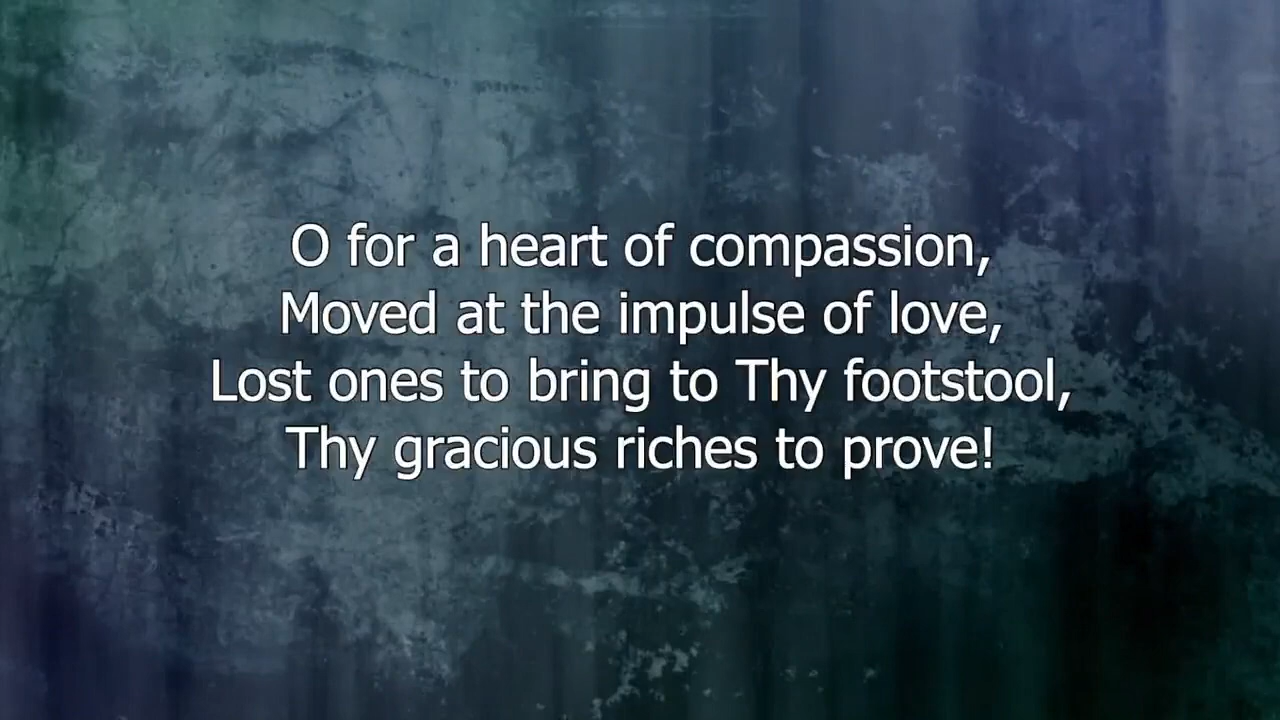 O for a heart of compassion,
Moved at the impulse of love,
Lost ones to bring to Thy footstool,
Thy gracious riches to prove!